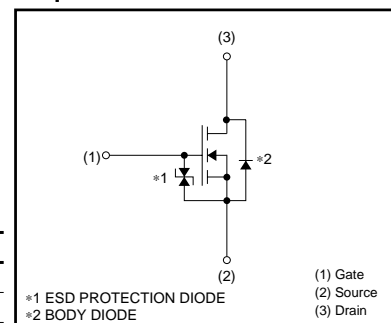 (3)
(1)
∗1
∗2
(2)
∗1 ESD PROTECTION DIODE
∗2 BODY DIODE
(1) Gate
(2) Source
(3) Drain